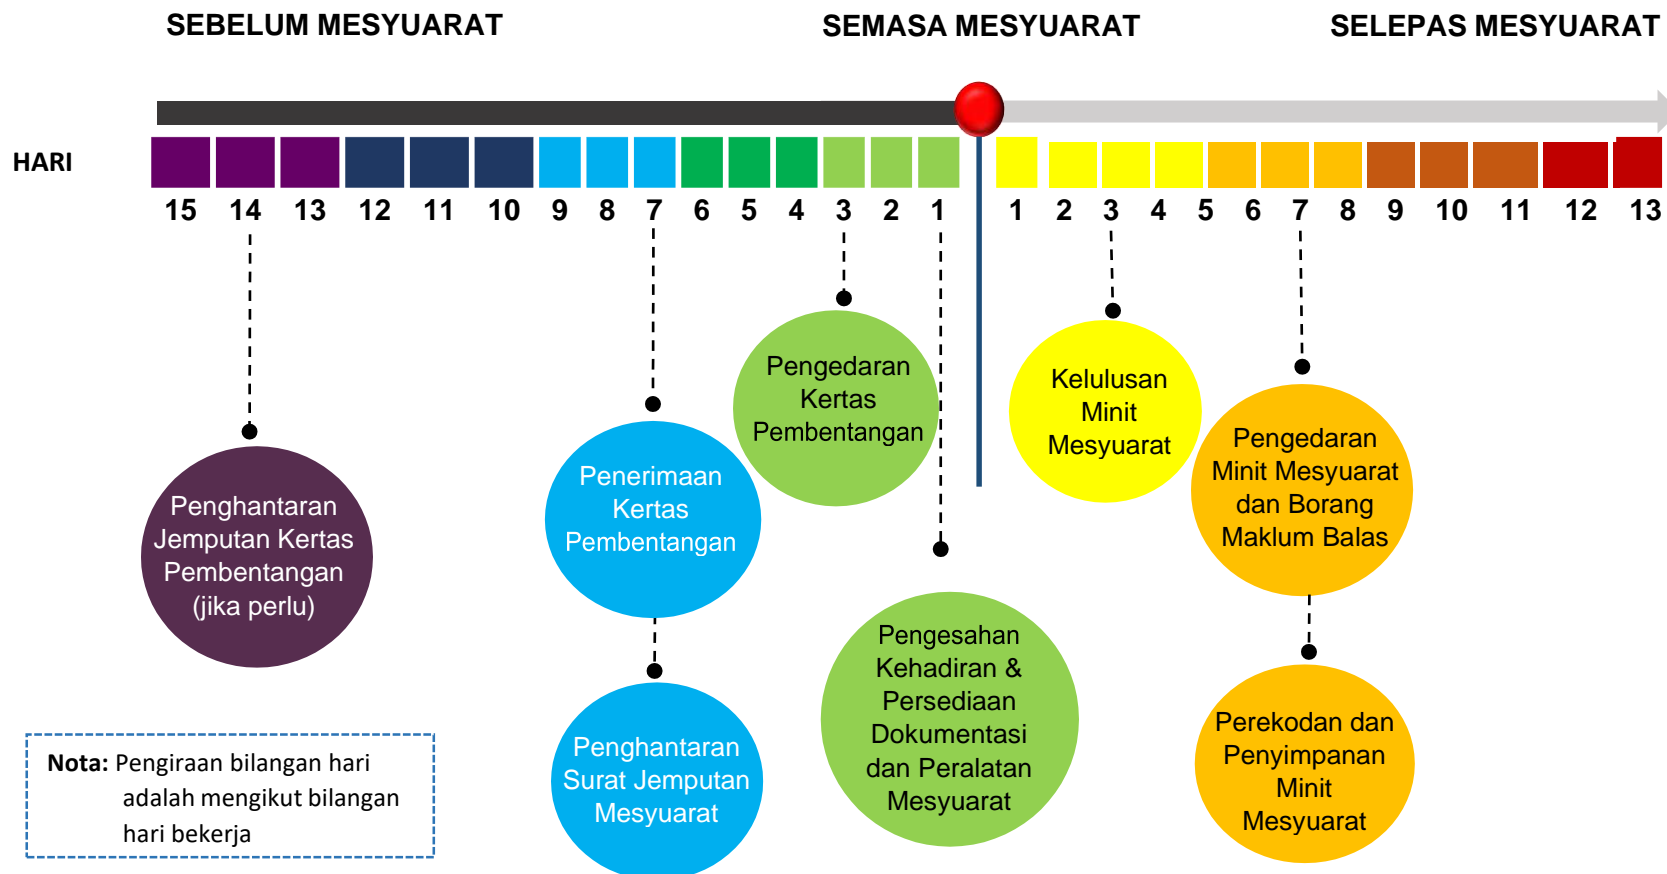 SEBELUM MESYUARAT
SEMASA MESYUARAT
SELEPAS MESYUARAT
HARI
15 14 13 12 11 10 9 8 7 6 5 4 3 2 1 1 2 3 4 5 6 7 8 9 10 11 12 13
Penghantaran
Jemputan Kertas
Pembentangan
(jika perlu)
Penerimaan
Kertas
Pembentangan
Penghantaran
Surat Jemputan
Mesyuarat
Pengedaran
Kertas
Pembentangan
Pengesahan
Kehadiran &
Persediaan
Dokumentasi
dan Peralatan
Mesyuarat
Kelulusan
Minit
Mesyuarat
Pengedaran
Minit Mesyuarat
dan Borang
Maklum Balas
Perekodan dan
Penyimpanan
Minit
Mesyuarat
Nota: Pengiraan bilangan hari
adalah mengikut bilangan
hari bekerja